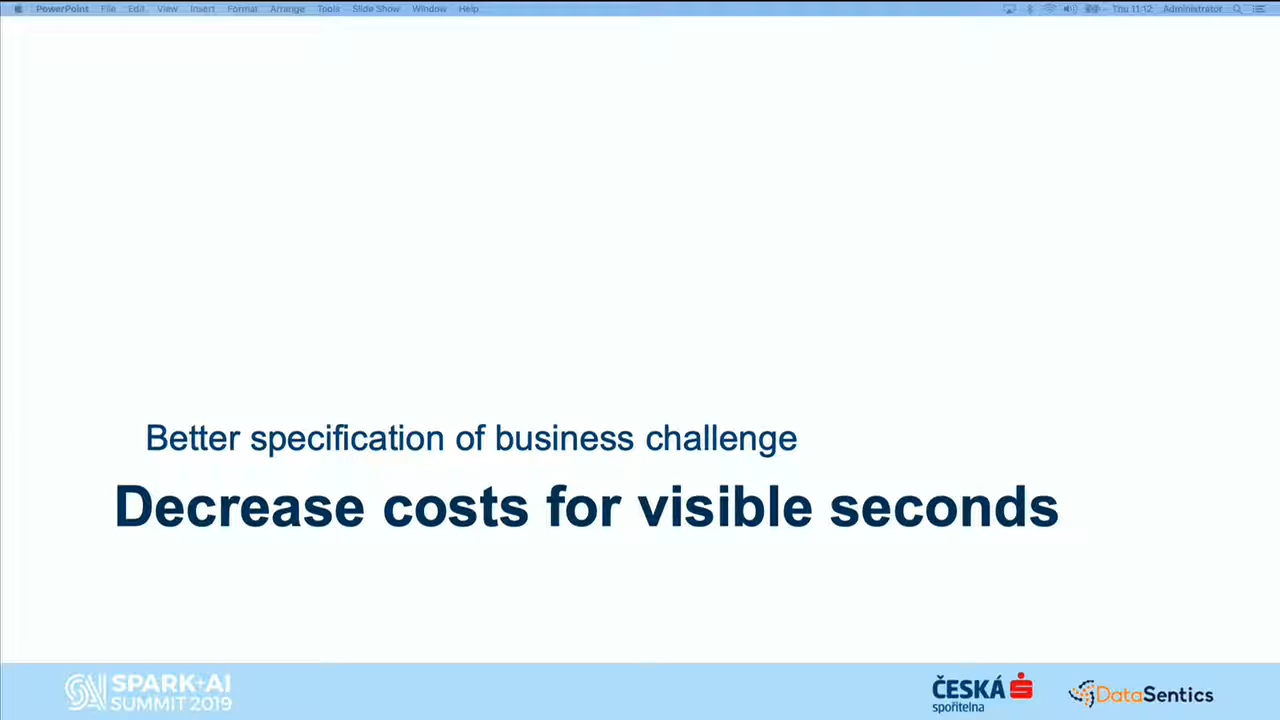 PowerPoint File Edit View Insert Format Arrange Tools Slide Show Window Help Thu 11:12 Administrator
Better specification of business challenge
Decrease costs for visible seconds
SPARK+AI
SUMMIT 2019
ČESKÁ
spořitelna
DataSentics